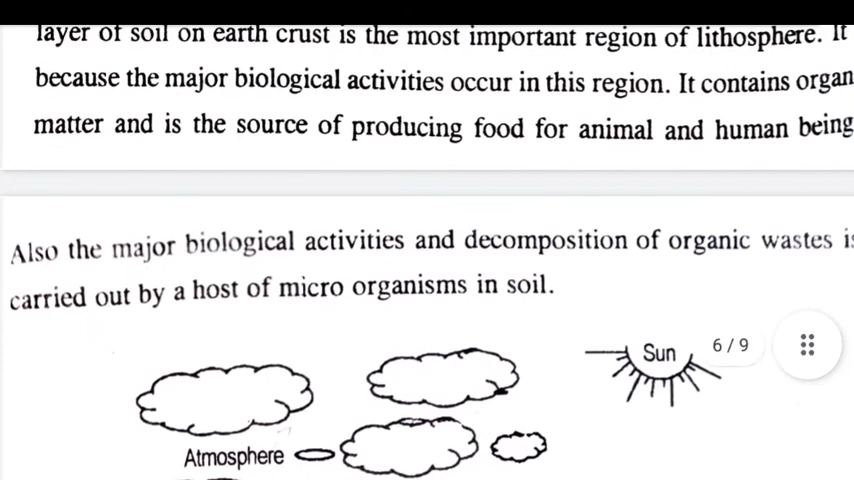 layer of soil on earth crust is the most important region of lithosphere. It
because the major biological activities occur in this region. It contains organ
matter and is the source of producing food for animal and human being
Also the major biological activities and decomposition of organic wastes is
carried out by a host of micro organisms in soil.
Sun
6 / 9
Atmosphere